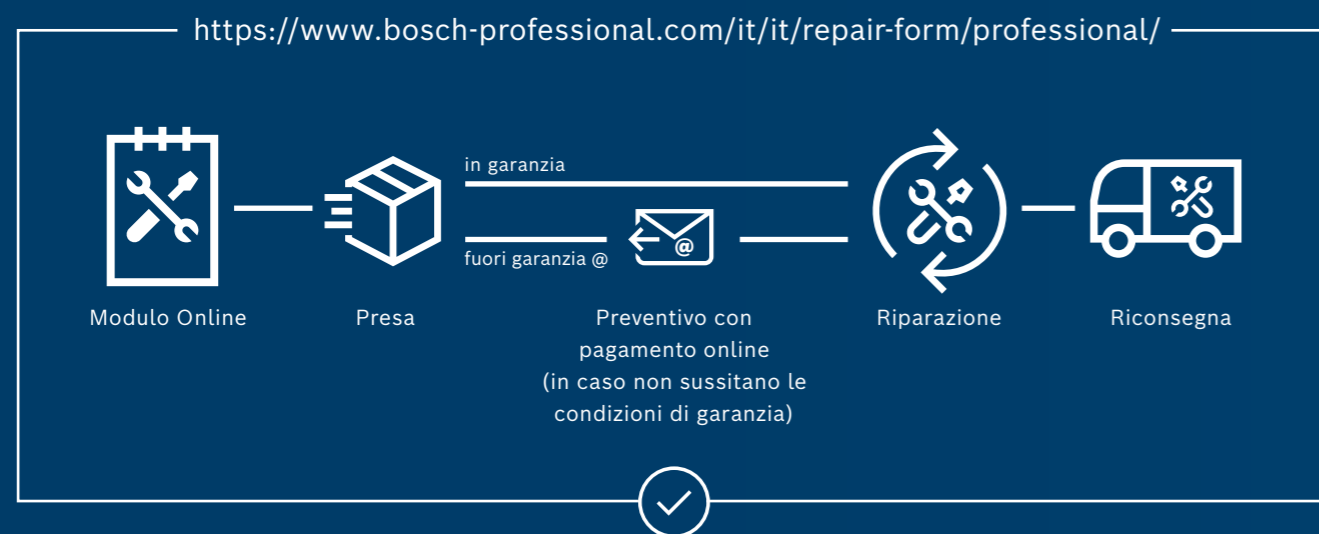 https://www.bosch-professional.com/it/it/repair-form/professional/
in garanzia
@
fuori garanzia @
Modulo Online
Presa
Preventivo con
pagamento online
(in caso non sussitano le
condizioni di garanzia)
Riparazione
Riconsegna